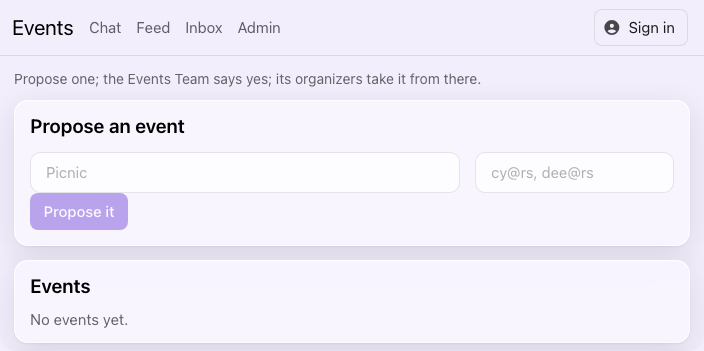 Events Chat Feed Inbox Admin Sign in
Propose one; the Events Team says yes; its organizers take it from there.
Propose an event
Picnic cy@rs, dee@rs
Propose it
Events
No events yet.